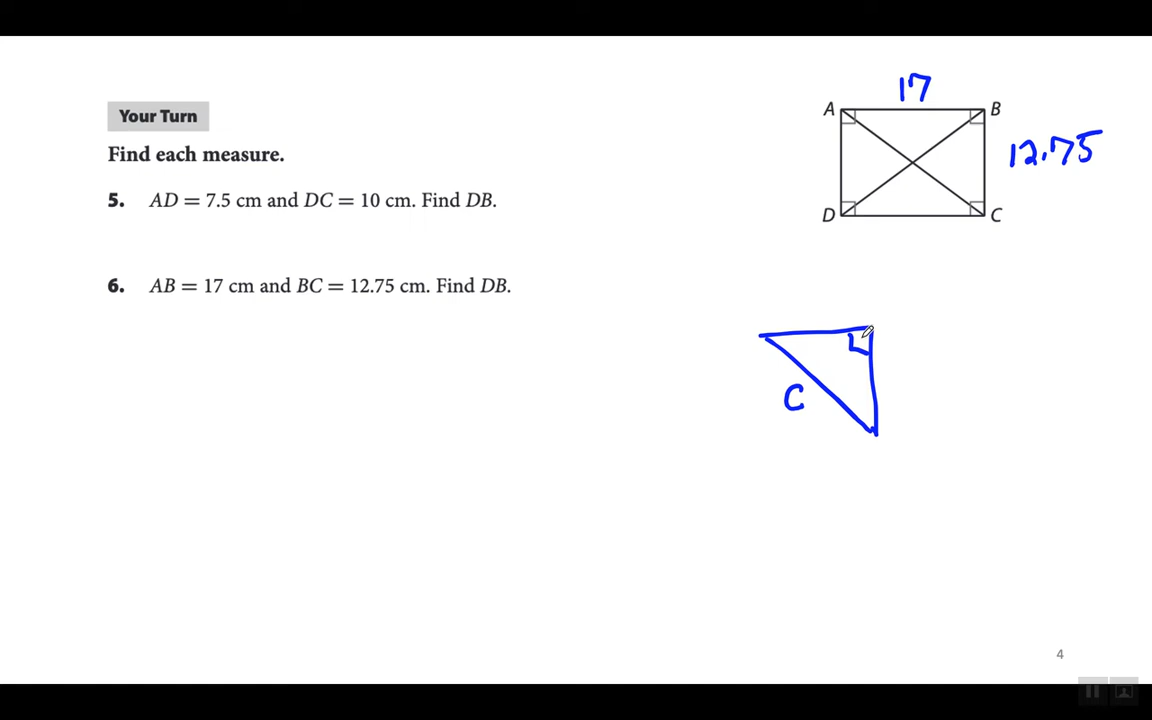 17
A
B
Your Turn
12.75
Find each measure.
5. AD = 7.5 cm and DC = 10 cm. Find DB.
D
C
6. AB = 17 cm and BC = 12.75 cm. Find DB.
C
4